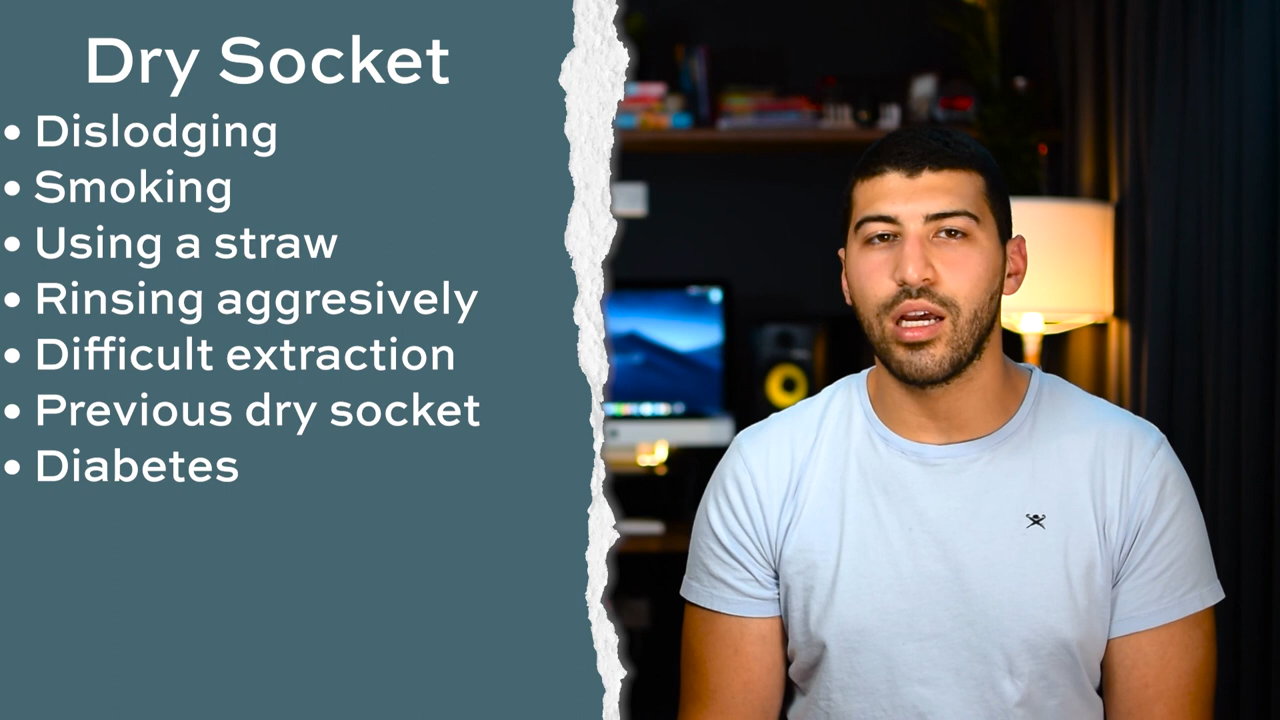 Dry Socket
• Dislodging
• Smoking
• Using a straw
• Rinsing aggresively
• Difficult extraction
• Previous dry socket
• Diabetes